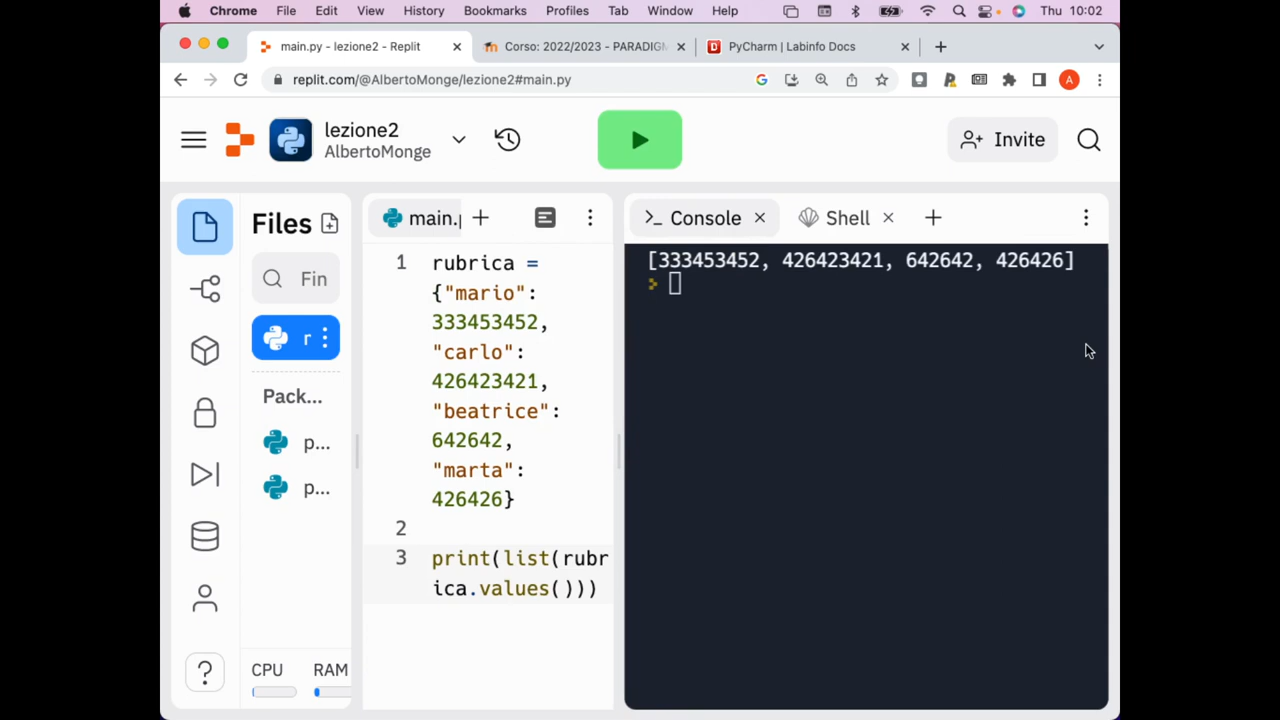 Chrome File Edit View History Bookmarks Profiles Tab Window Help Thu 10:02
main.py - lezione2 - Replit Corso: 2022/2023 - PARADIGM PyCharm | Labinfo Docs
replit.com/@AlbertoMonge/lezione2#main.py A
lezione2
AlbertoMonge
Invite
Files
Fin
r
Pack...
p...
p...
CPU RAM
main.p
1 rubrica =
{"mario":
333453452,
"carlo":
426423421,
"beatrice":
642642,
"marta":
426426}
2
3 print(list(rubr
ica.values()))
Console Shell
[333453452, 426423421, 642642, 426426]